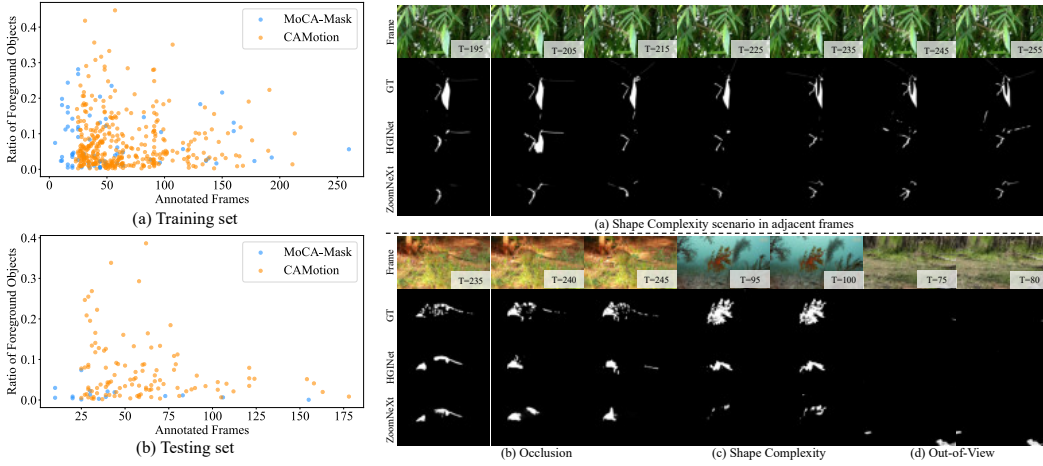 Ratio of Foreground Objects
0.4
0.3
0.2
0.1
0.0
MoCA-Mask
CAMotion
0 50 100 150 200 250
Annotated Frames
(a) Training set
Ratio of Foreground Objects
0.4
0.3
0.2
0.1
0.0
MoCA-Mask
CAMotion
25 50 75 100 125 150 175
Annotated Frames
(b) Testing set
Frame
T=195 T=205 T=215 T=225 T=235 T=245 T=255
GT
HGINet
ZoomNeXt
(a) Shape Complexity scenario in adjacent frames
Frame
T=235 T=240 T=245 T=95 T=100 T=75 T=80
GT
HGINet
ZoomNeXt
(b) Occlusion (c) Shape Complexity (d) Out-of-View